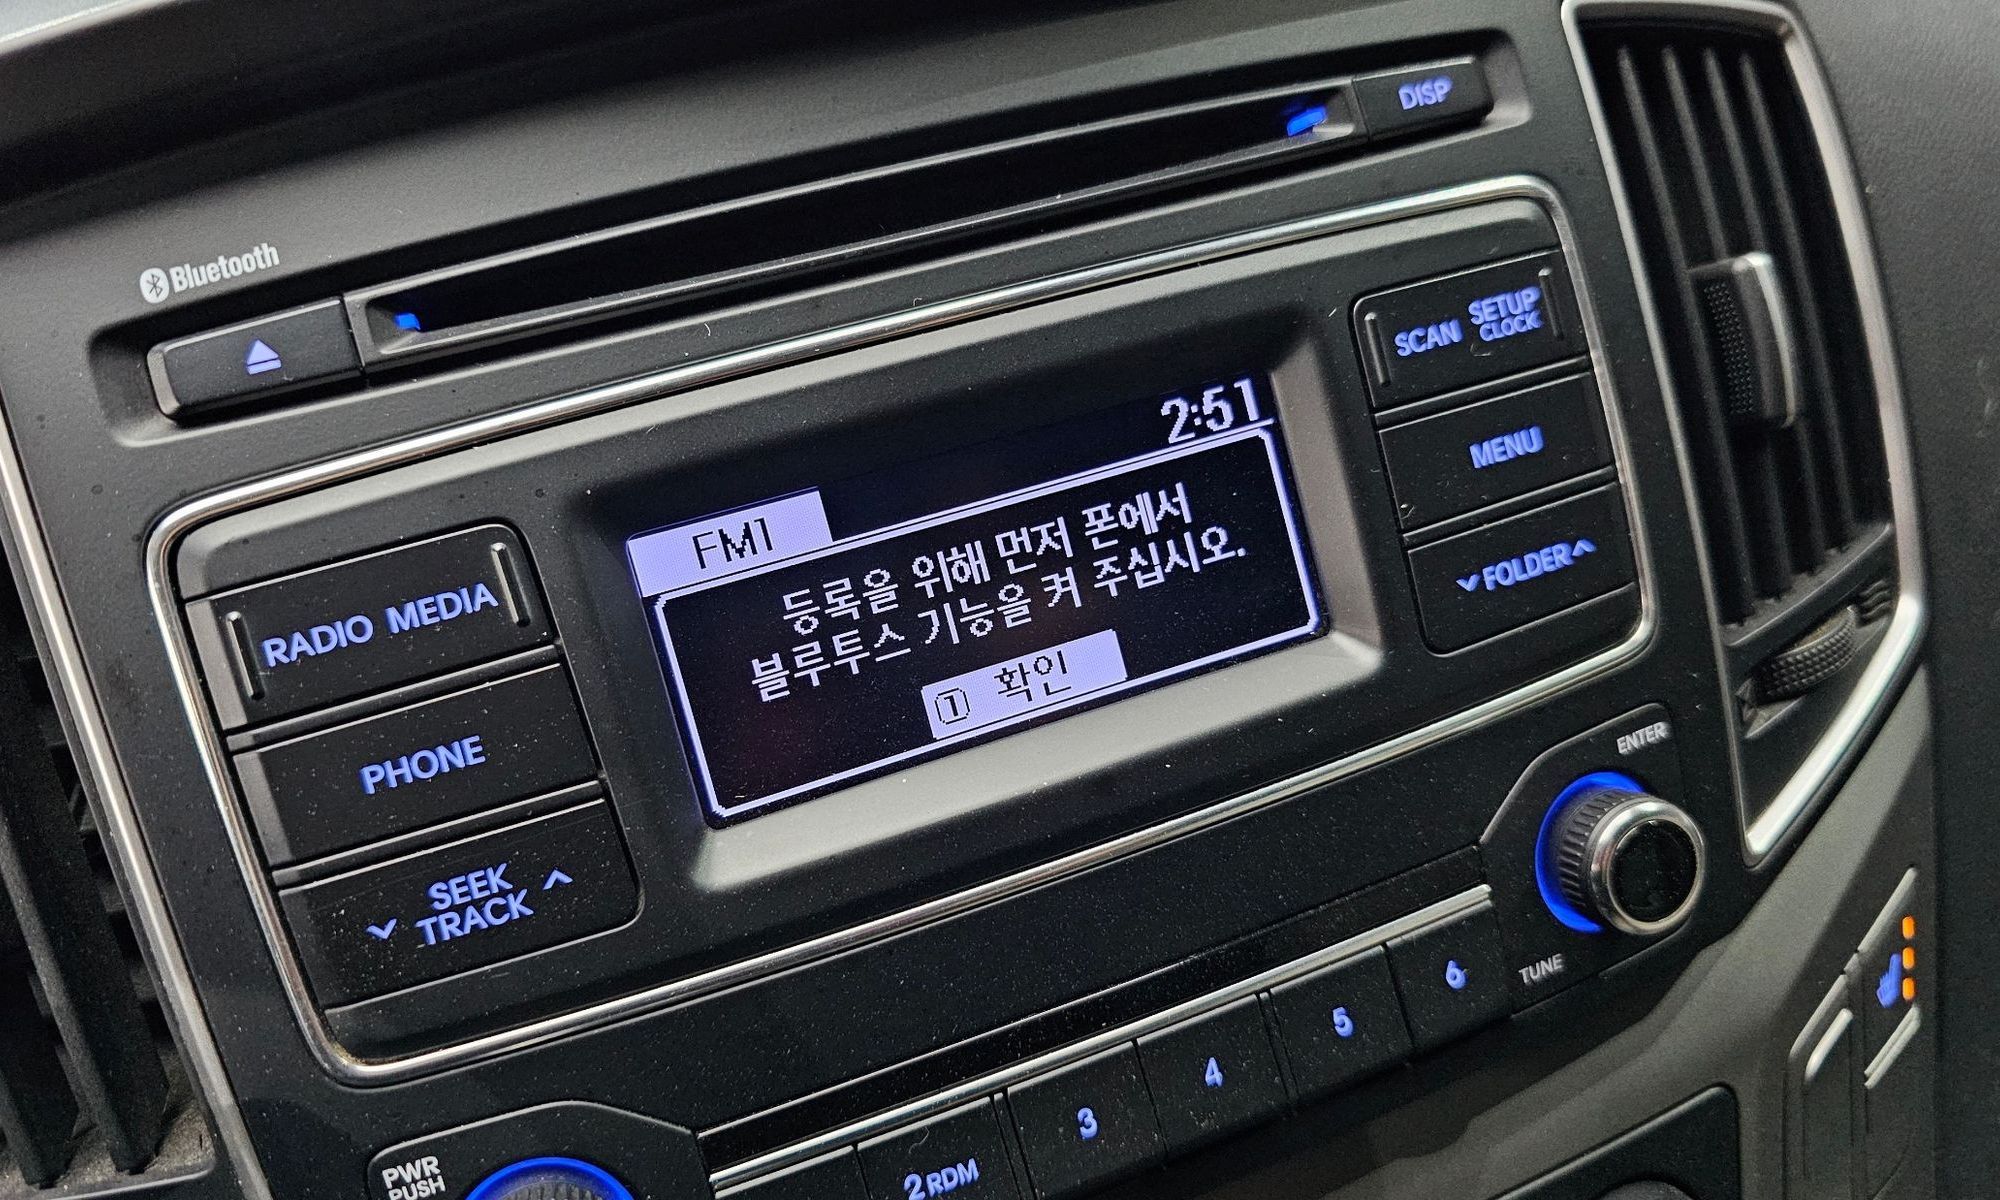 DISP
Bluetooth
SCAN
SETUP
CLOCK
2:51
MENU
FM1
등록을 위해 먼저 폰에서
블루투스 기능을 켜 주십시오.
① 확인
FOLDER
RADIO MEDIA
PHONE
SEEK
TRACK
ENTER
TUNE
6
5
4
3
2 RDM
PWR
PUSH